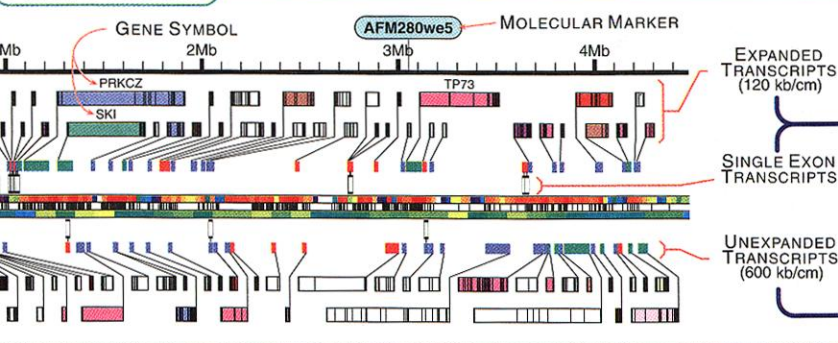 GENE SYMBOL
AFM280we5
MOLECULAR MARKER
Mb
2Mb
3Mb
4Mb
PRKCZ
TP73
SKI
EXPANDED
TRANSCRIPTS
(120 kb/cm)
SINGLE EXON
TRANSCRIPTS
UNEXPANDED
TRANSCRIPTS
(600 kb/cm)